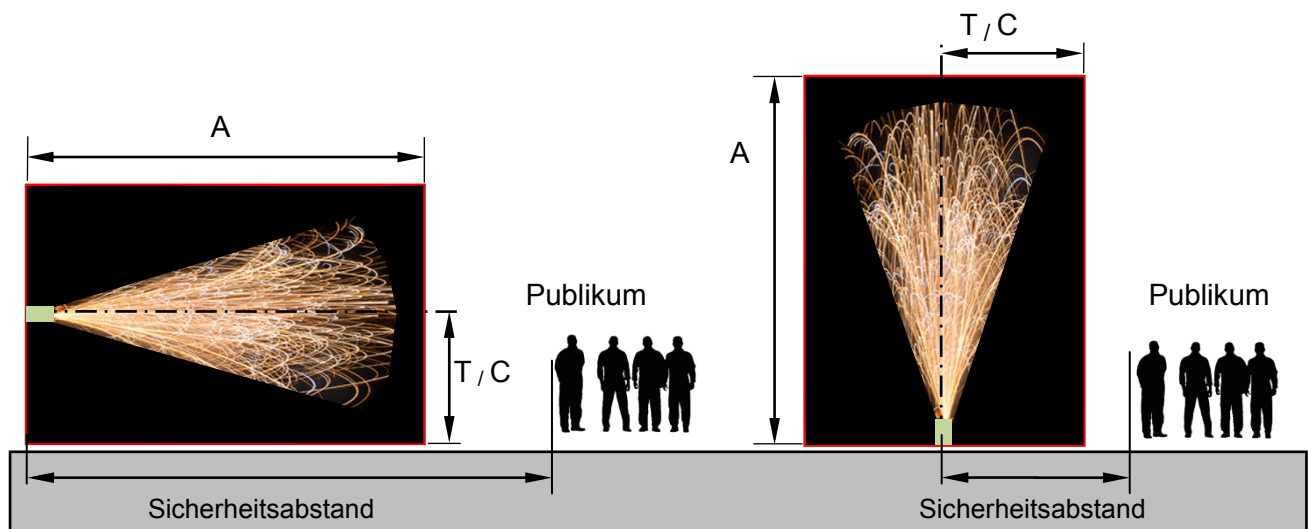 A
T / C
Publikum
Sicherheitsabstand
T / C
A
Publikum
Sicherheitsabstand